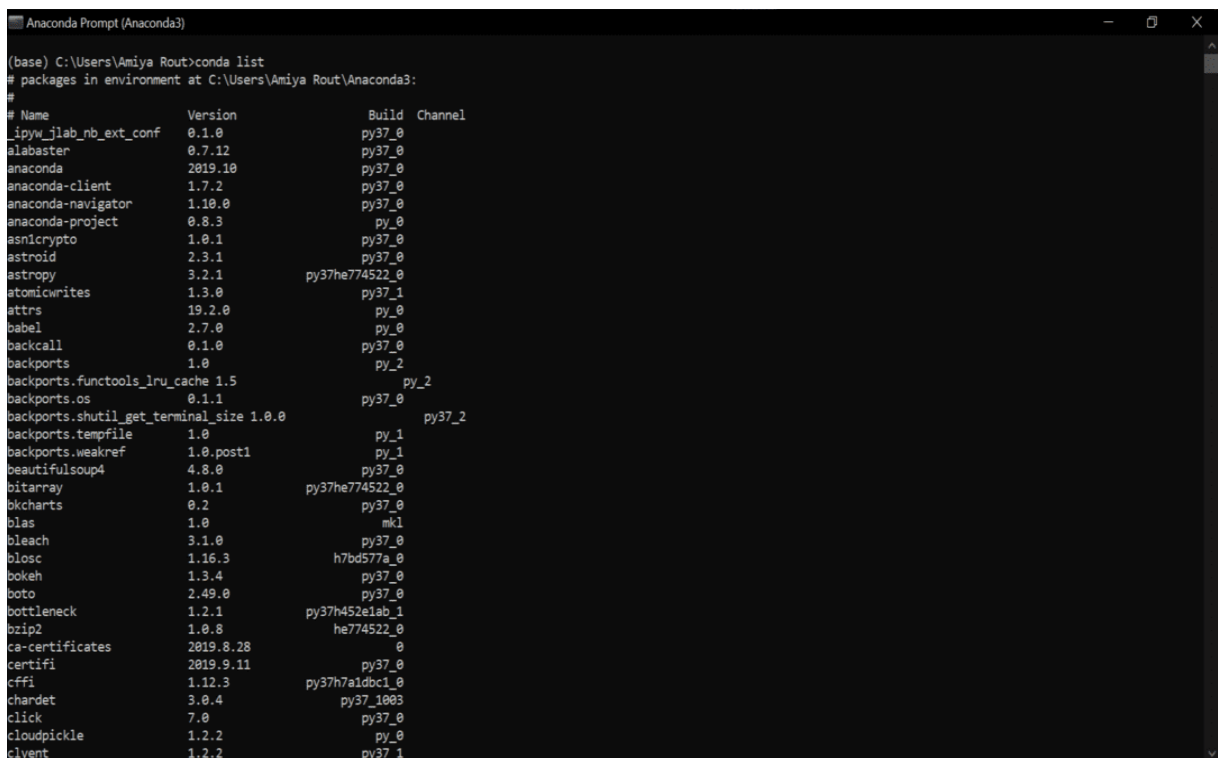 Anaconda Prompt (Anaconda3)
(base) C:\Users\Amiya Rout>conda list
# packages in environment at C:\Users\Amiya Rout\Anaconda3:
#
# Name Version Build Channel
_ipyw_jlab_nb_ext_conf 0.1.0 py37_0
alabaster 0.7.12 py37_0
anaconda 2019.10 py37_0
anaconda-client 1.7.2 py37_0
anaconda-navigator 1.10.0 py37_0
anaconda-project 0.8.3 py_0
asn1crypto 1.0.1 py37_0
astroid 2.3.1 py37_0
astropy 3.2.1 py37he774522_0
atomicwrites 1.3.0 py37_1
attrs 19.2.0 py_0
babel 2.7.0 py_0
backcall 0.1.0 py37_0
backports 1.0 py_2
backports.functools_lru_cache 1.5 py_2
backports.os 0.1.1 py37_0
backports.shutil_get_terminal_size 1.0.0 py37_2
backports.tempfile 1.0 py_1
backports.weakref 1.0.post1 py_1
beautifulsoup4 4.8.0 py37_0
bitarray 1.0.1 py37he774522_0
bkcharts 0.2 py37_0
blas 1.0 mkl
bleach 3.1.0 py37_0
blosc 1.16.3 h7bd577a_0
bokeh 1.3.4 py37_0
boto 2.49.0 py37_0
bottleneck 1.2.1 py37h452e1ab_1
bzip2 1.0.8 he774522_0
ca-certificates 2019.8.28 0
certifi 2019.9.11 py37_0
cffi 1.12.3 py37h7a1dbc1_0
chardet 3.0.4 py37_1003
click 7.0 py37_0
cloudpickle 1.2.2 py_0
clyent 1.2.2 py37_1